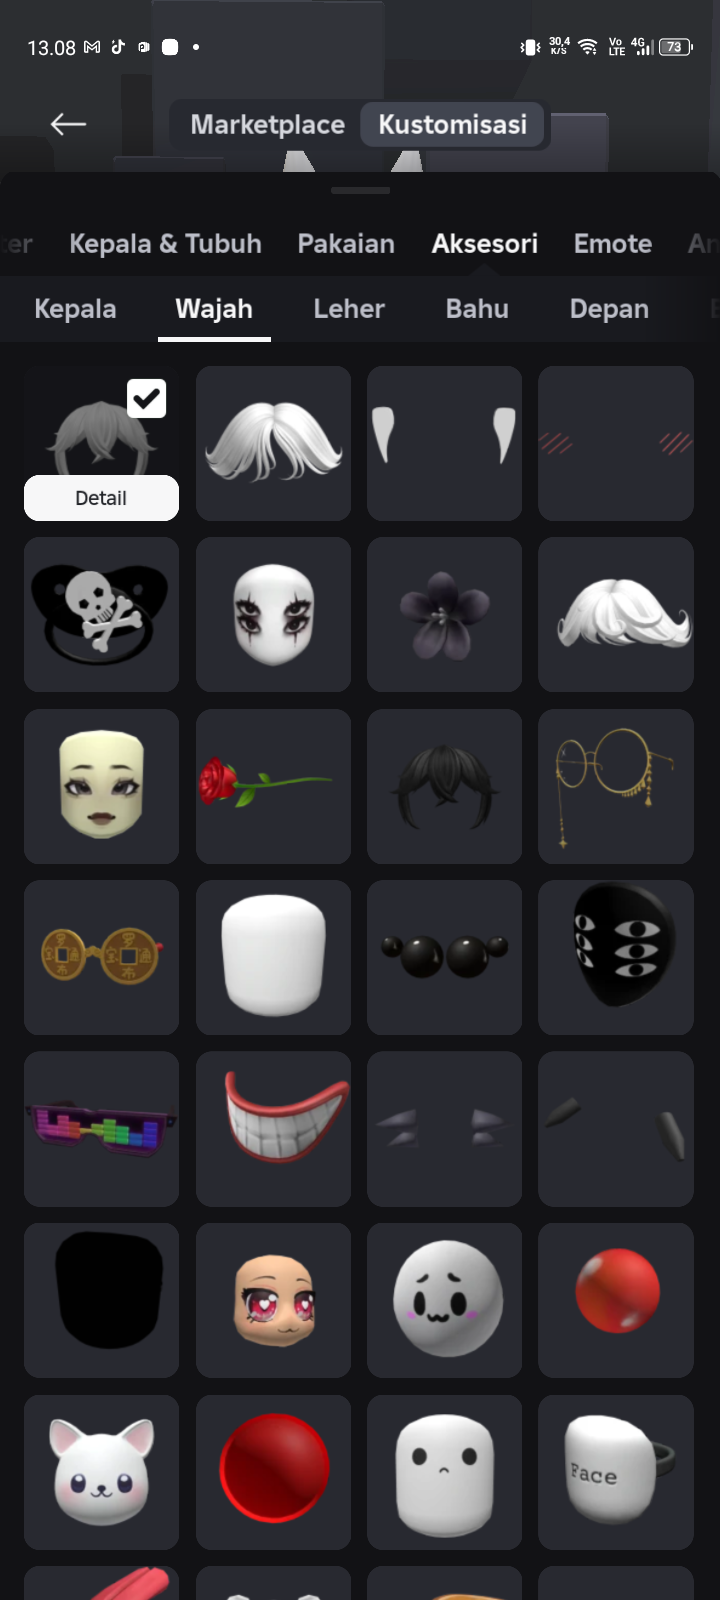 13.08 30,4 K/S Vo LTE 4G 73
Marketplace Kustomisasi
er Kepala & Tubuh Pakaian Aksesori Emote An
Kepala Wajah Leher Bahu Depan
Detail
Face